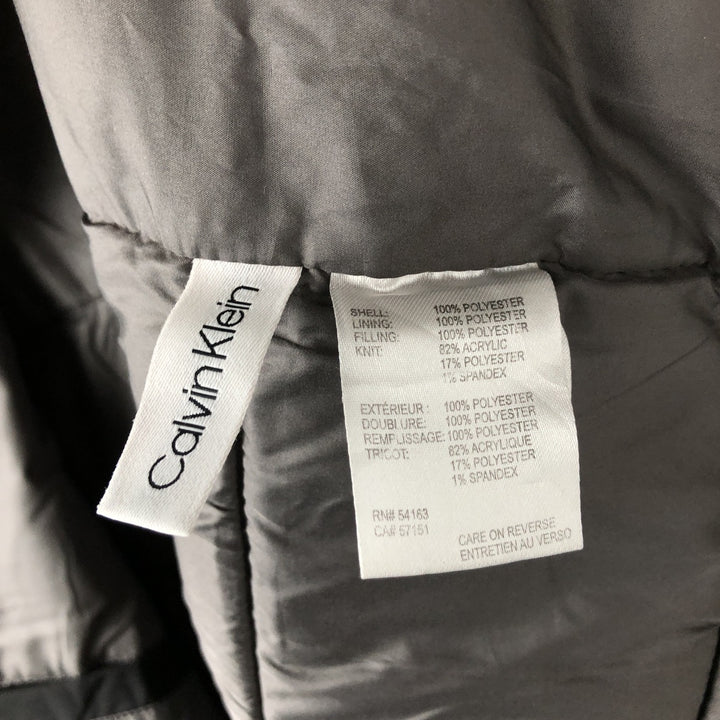 Calvin Klein
SHELL: 100% POLYESTER
LINING: 100% POLYESTER
FILLING: 100% POLYESTER
KNIT: 82% ACRYLIC
17% POLYESTER
1% SPANDEX
EXTÉRIEUR : 100% POLYESTER
DOUBLURE: 100% POLYESTER
REMPLISSAGE: 100% POLYESTER
TRICOT: 82% ACRYLIQUE
17% POLYESTER
1% SPANDEX
RN# 54163
CA# 57151
CARE ON REVERSE
ENTRETIEN AU VERSO